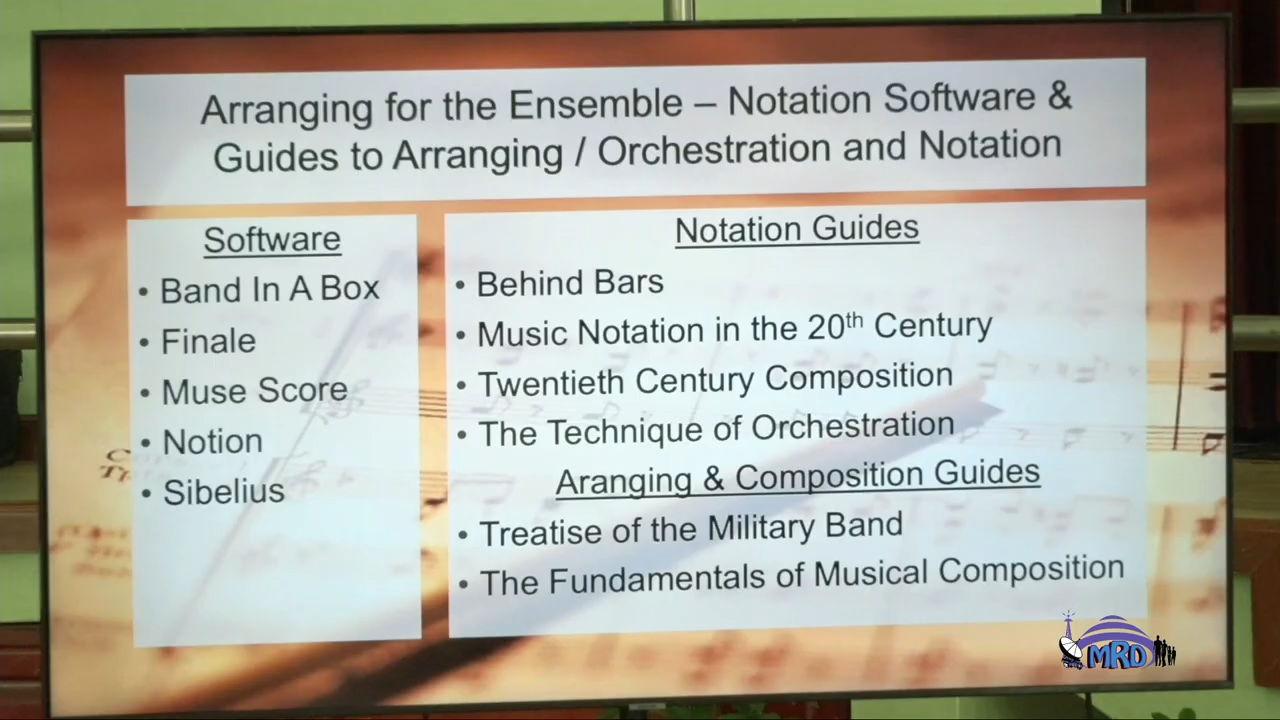 Arranging for the Ensemble – Notation Software &
Guides to Arranging / Orchestration and Notation
Software
• Band In A Box
• Finale
• Muse Score
• Notion
• Sibelius
Notation Guides
• Behind Bars
• Music Notation in the 20th Century
• Twentieth Century Composition
• The Technique of Orchestration
Aranging & Composition Guides
• Treatise of the Military Band
• The Fundamentals of Musical Composition
MRD